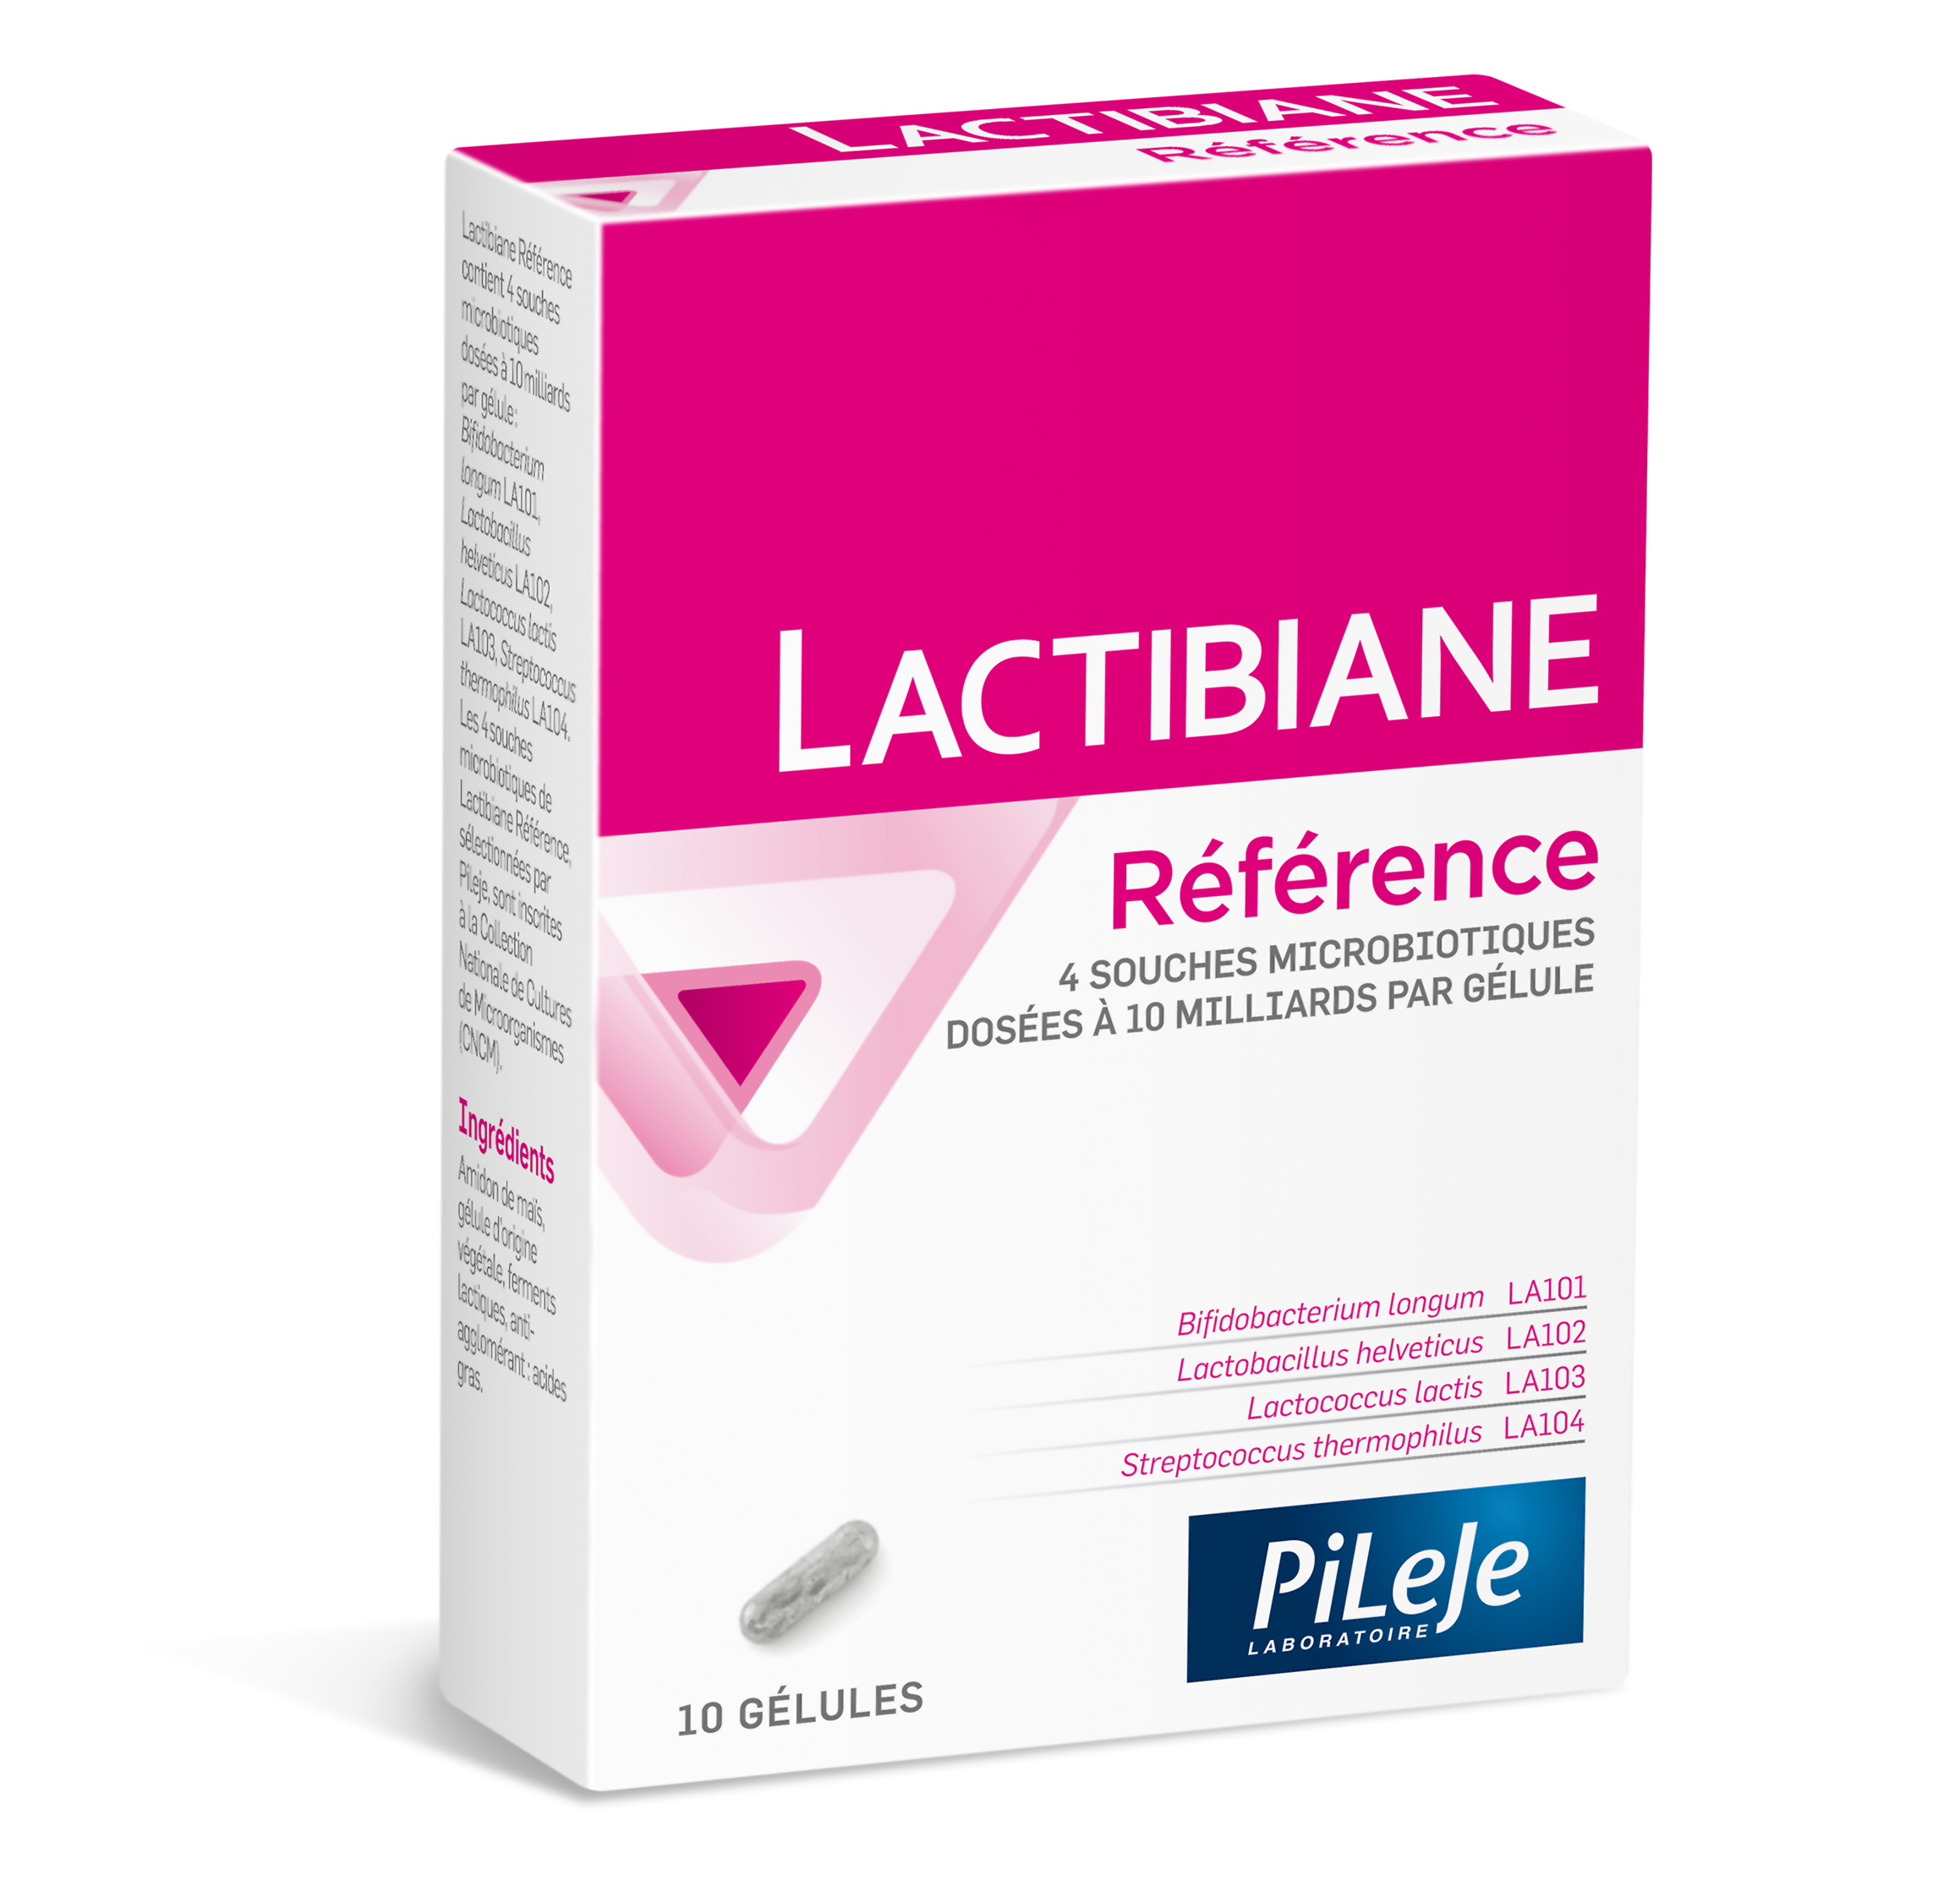 LACTIBIANE
Référence
Lactibiane Référence
contient 4 souches
microbiotiques
dosées à 10 milliards
par gélule :
Bifidobacterium
longum LA101,
Lactobacillus
helveticus LA102,
Lactococcus lactis
LA103, Streptococcus
thermophilus LA104.
Les 4 souches
microbiotiques de
Lactibiane Référence,
sélectionnées par
Pileje, sont inscrites
à la Collection
Nationale de Cultures
de Microorganismes
(CNCM).
Ingrédients
Amidon de maïs,
gélule d'origine
végétale, ferments
lactiques, anti-
agglomérant : acides
gras.
LACTIBIANE
Référence
4 SOUCHES MICROBIOTIQUES
DOSÉES À 10 MILLIARDS PAR GÉLULE
Bifidobacterium longum LA101
Lactobacillus helveticus LA102
Lactococcus lactis LA103
Streptococcus thermophilus LA104
PiLeJe
LABORATOIRE
10 GÉLULES